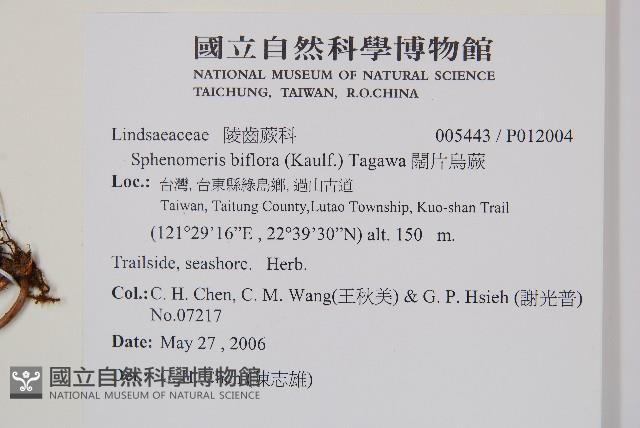 國立自然科學博物館
NATIONAL MUSEUM OF NATURAL SCIENCE
TAICHUNG, TAIWAN, R.O.CHINA
Lindsaeaceae 陵齒蕨科 005443 / P012004
Sphenomeris biflora (Kaulf.) Tagawa 闊片烏蕨
Loc.: 台灣, 台東縣綠島鄉, 過山古道
Taiwan, Taitung County,Lutao Township, Kuo-shan Trail
(121°29'16”E , 22°39'30”N) alt. 150 m.
Trailside, seashore. Herb.
Col.: C. H. Chen, C. M. Wang(王秋美) & G. P. Hsieh (謝光普)
No.07217
Date: May 27 , 2006
(陳志雄)
國立自然科學博物館
NATIONAL MUSEUM OF NATURAL SCIENCE